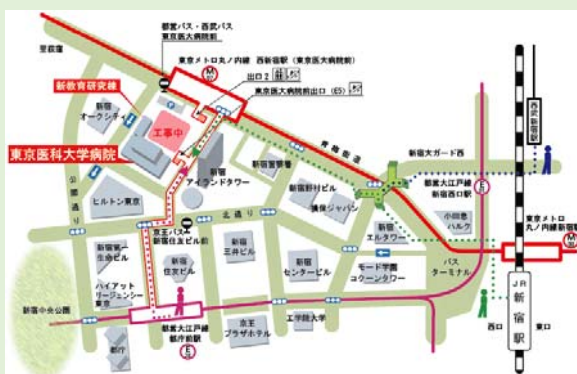 都営バス・西武バス
東京医大病院前
至荻窪
東京メトロ丸ノ内線 西新宿駅（東京医大病院前）
出口2
東京医大病院前出口（E5）
新教育研究棟
新宿
オークシティ
工事中
東京医科大学病院
公園通り
ヒルトン東京
新宿
アイランドタワー
新宿警察署
青梅街道
新宿大ガード西
西武新宿駅
新宿野村ビル
損保ジャパン
都営大江戸線
新宿西口駅
小田急
ハルク
東京メトロ
丸ノ内線新宿駅
北通り
京王バス
新宿住友ビル前
新宿第一
生命ビル
新宿
住友ビル
新宿
三井ビル
新宿
センタービル
新宿
エルタワー
モード学園
コクーンタワー
バス
ターミナル
ハイアット
リージェンシー
東京
新宿中央公園
都営大江戸線
都庁前駅
都庁
京王
プラザホテル
工学院大学
西口
JR新宿駅
東口